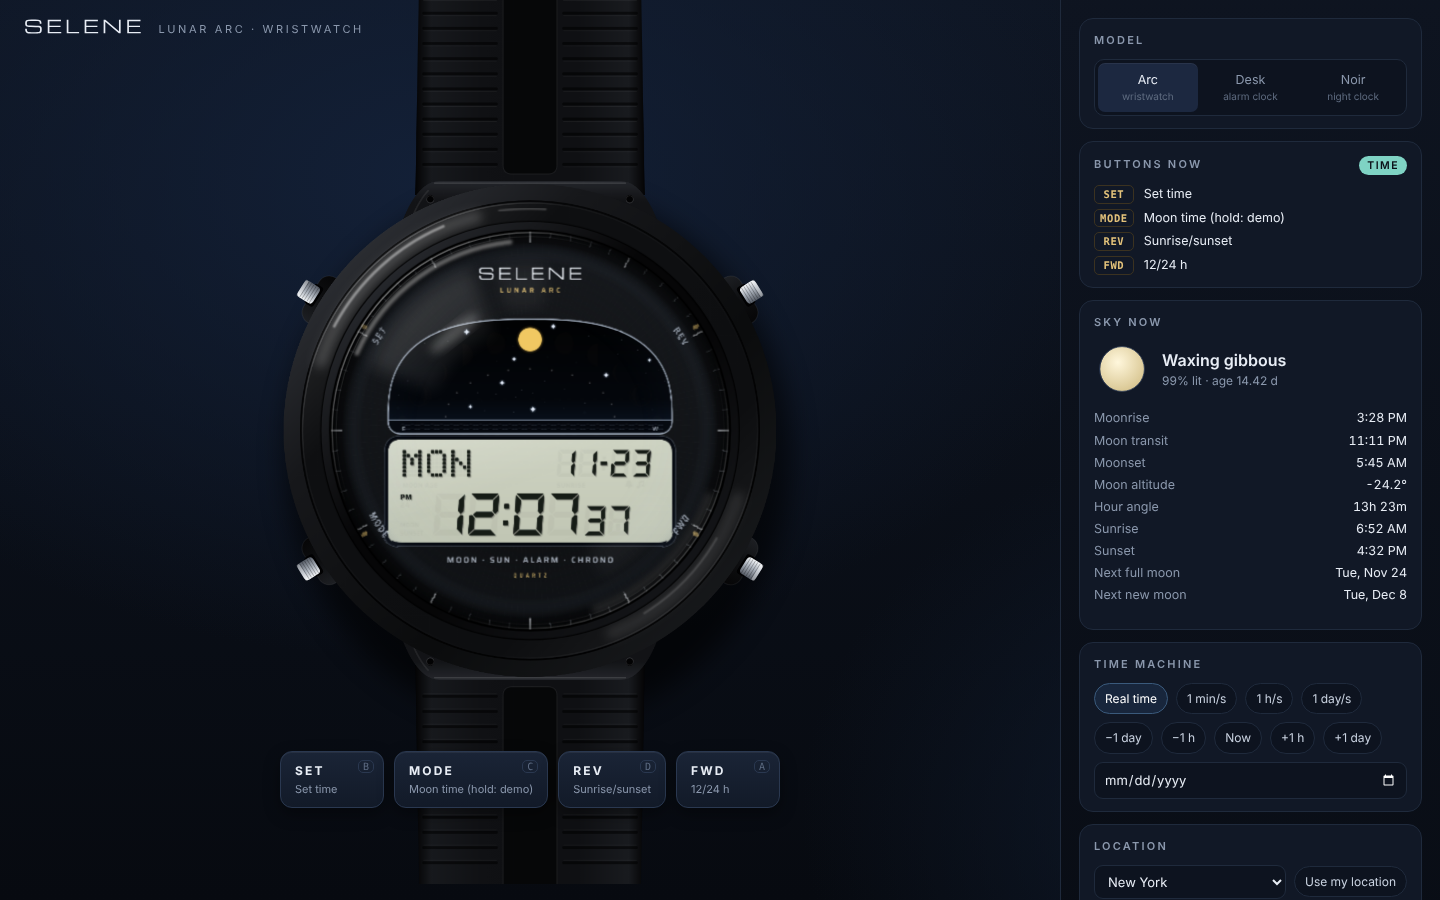 SELENE LUNAR ARC · WRISTWATCH
SELENE
LUNAR ARC
SET
REV
E
W
MON 11-23
PM 12:07 37
MODE
FWD
MOON · SUN · ALARM · CHRONO
QUARTZ
SET B
Set time
MODE C
Moon time (hold: demo)
REV D
Sunrise/sunset
FWD A
12/24 h
MODEL
Arc
wristwatch
Desk
alarm clock
Noir
night clock
BUTTONS NOW TIME
SET Set time
MODE Moon time (hold: demo)
REV Sunrise/sunset
FWD 12/24 h
SKY NOW
Waxing gibbous
99% lit · age 14.42 d
Moonrise 3:28 PM
Moon transit 11:11 PM
Moonset 5:45 AM
Moon altitude -24.2°
Hour angle 13h 23m
Sunrise 6:52 AM
Sunset 4:32 PM
Next full moon Tue, Nov 24
Next new moon Tue, Dec 8
TIME MACHINE
Real time 1 min/s 1 h/s 1 day/s
−1 day −1 h Now +1 h +1 day
mm/dd/yyyy
LOCATION
New York Use my location